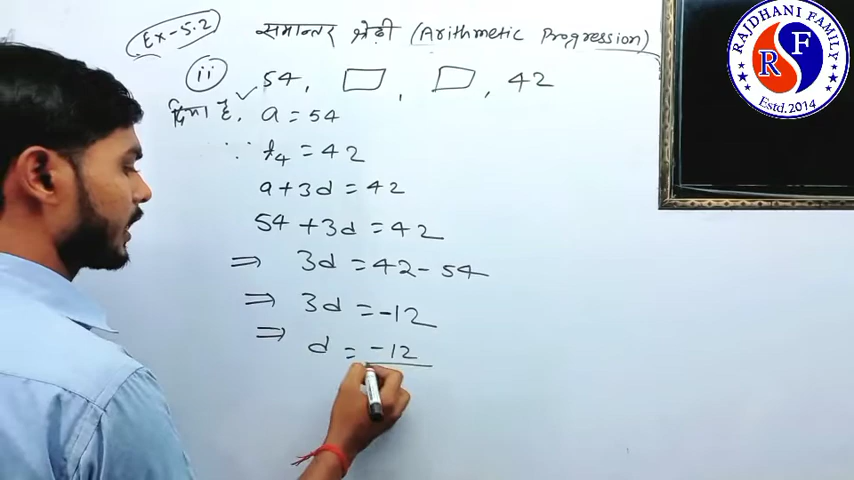 Ex-5.2
समान्तर श्रेढ़ी (Arithmetic Progression)
ii 54, □, □, 42
दिया है, a = 54
∵ t₄ = 42
a + 3d = 42
54 + 3d = 42
⇒ 3d = 42 - 54
⇒ 3d = -12
⇒ d = -12
RAJDHANI FAMILY
R F
Estd. 2014